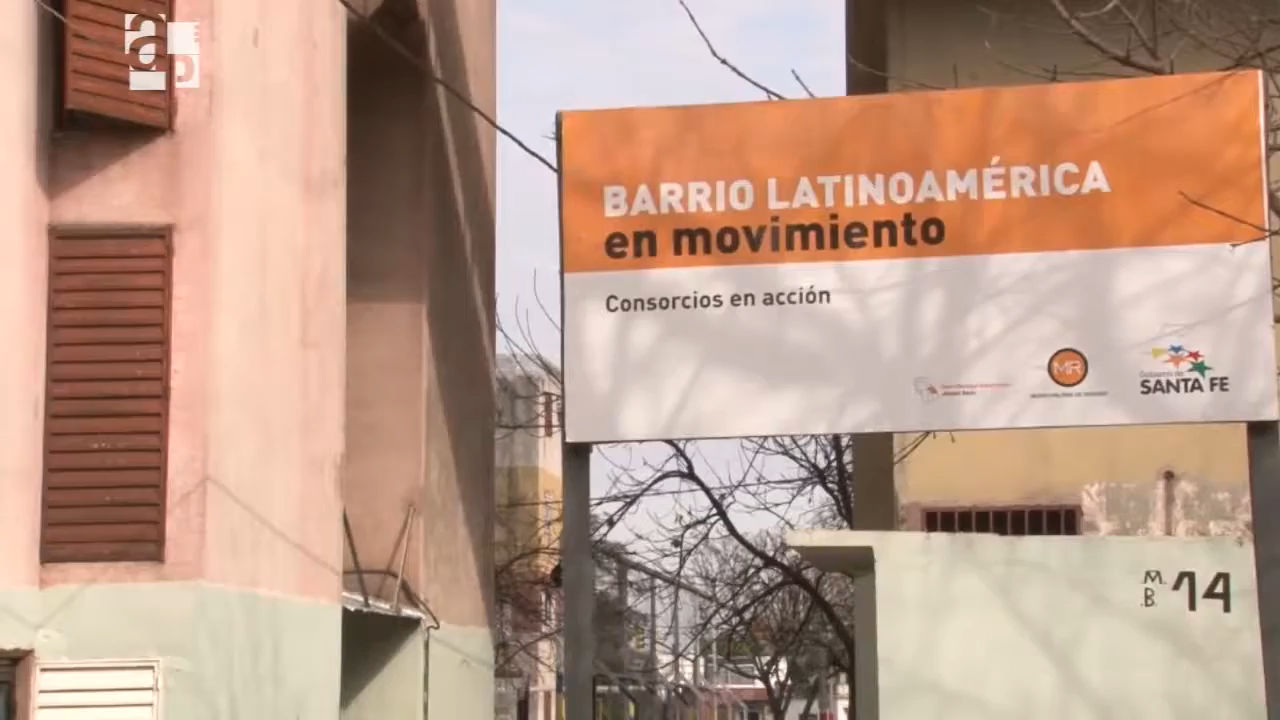 BARRIO LATINOAMÉRICA
en movimiento
Consorcios en acción
MR
SANTA FE
M.
B.
14